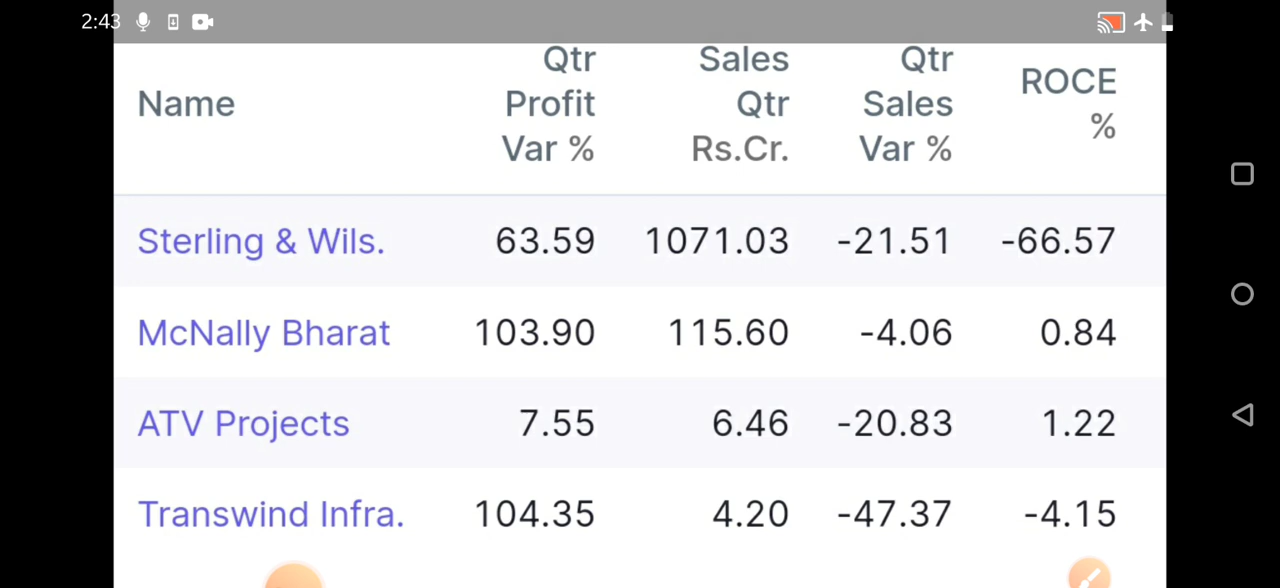 2:43
Name Qtr Profit Var % Sales Qtr Rs.Cr. Qtr Sales Var % ROCE %
Sterling & Wils. 63.59 1071.03 -21.51 -66.57
McNally Bharat 103.90 115.60 -4.06 0.84
ATV Projects 7.55 6.46 -20.83 1.22
Transwind Infra. 104.35 4.20 -47.37 -4.15